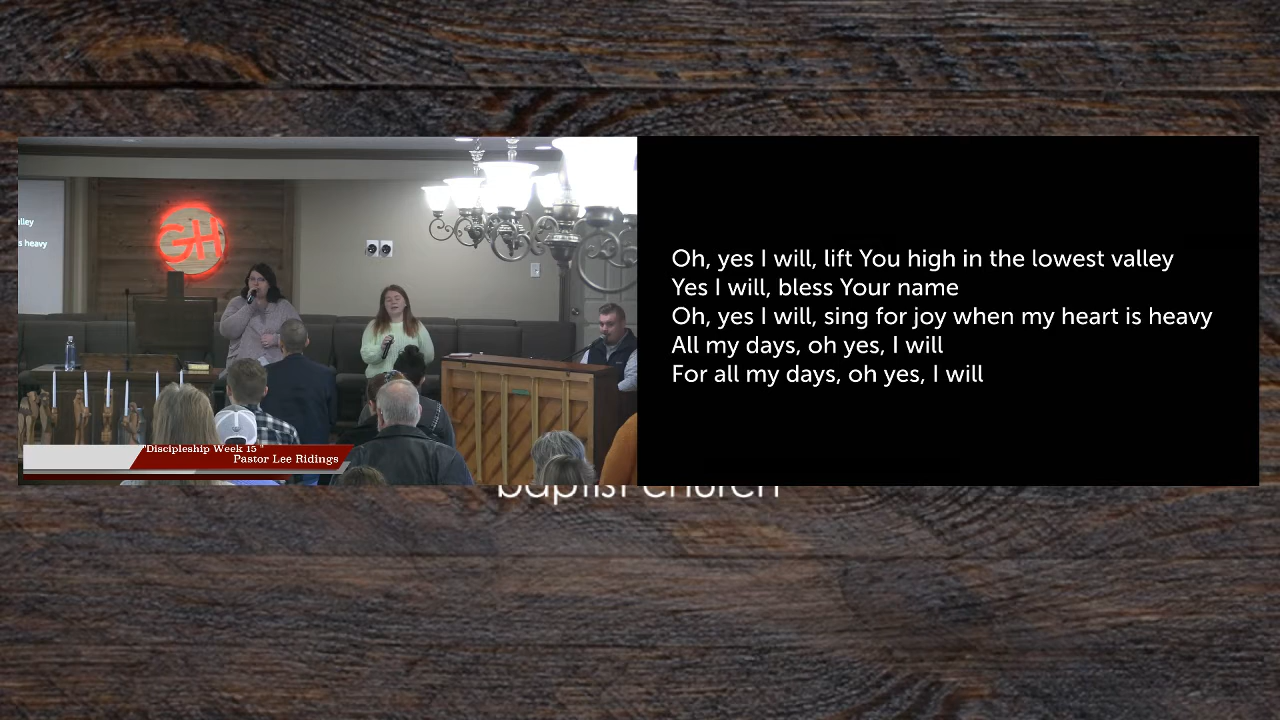 alley
s heavy
GH
"Discipleship Week 15 "
Pastor Lee Ridings
Oh, yes I will, lift You high in the lowest valley
Yes I will, bless Your name
Oh, yes I will, sing for joy when my heart is heavy
All my days, oh yes, I will
For all my days, oh yes, I will
baptist church